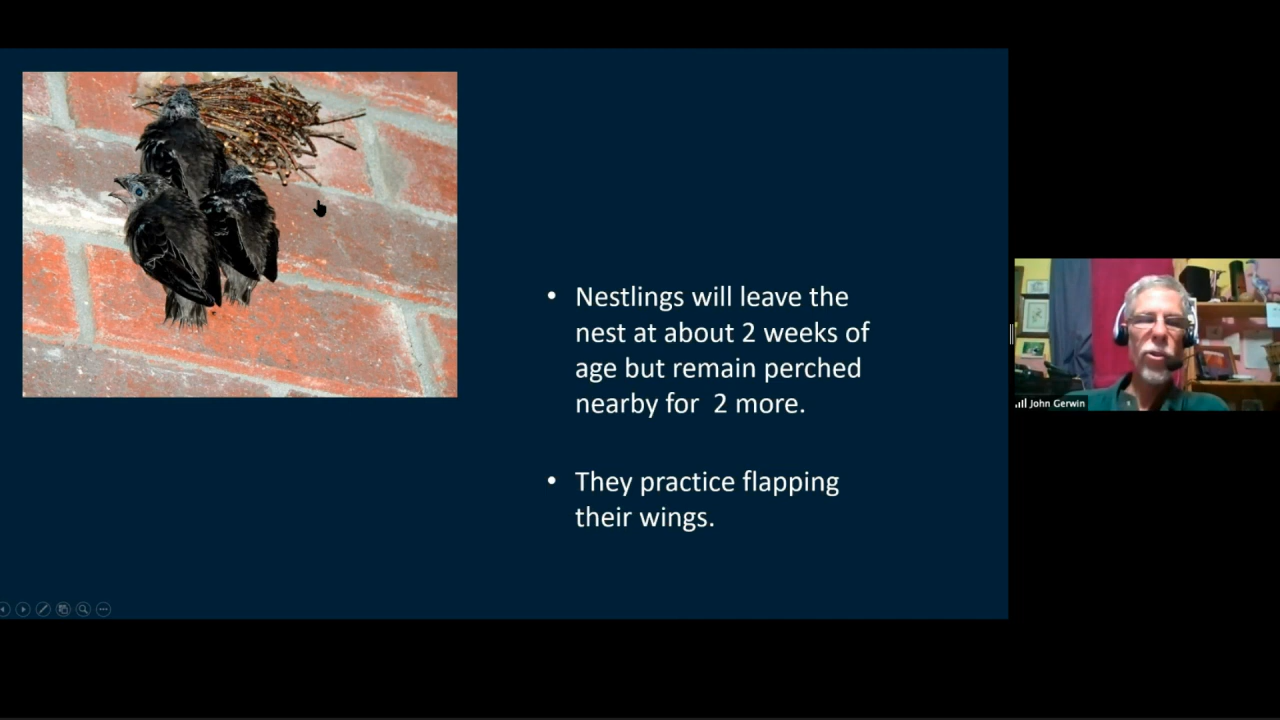 • Nestlings will leave the
nest at about 2 weeks of
age but remain perched
nearby for  2 more.
• They practice flapping
their wings.
John Gerwin